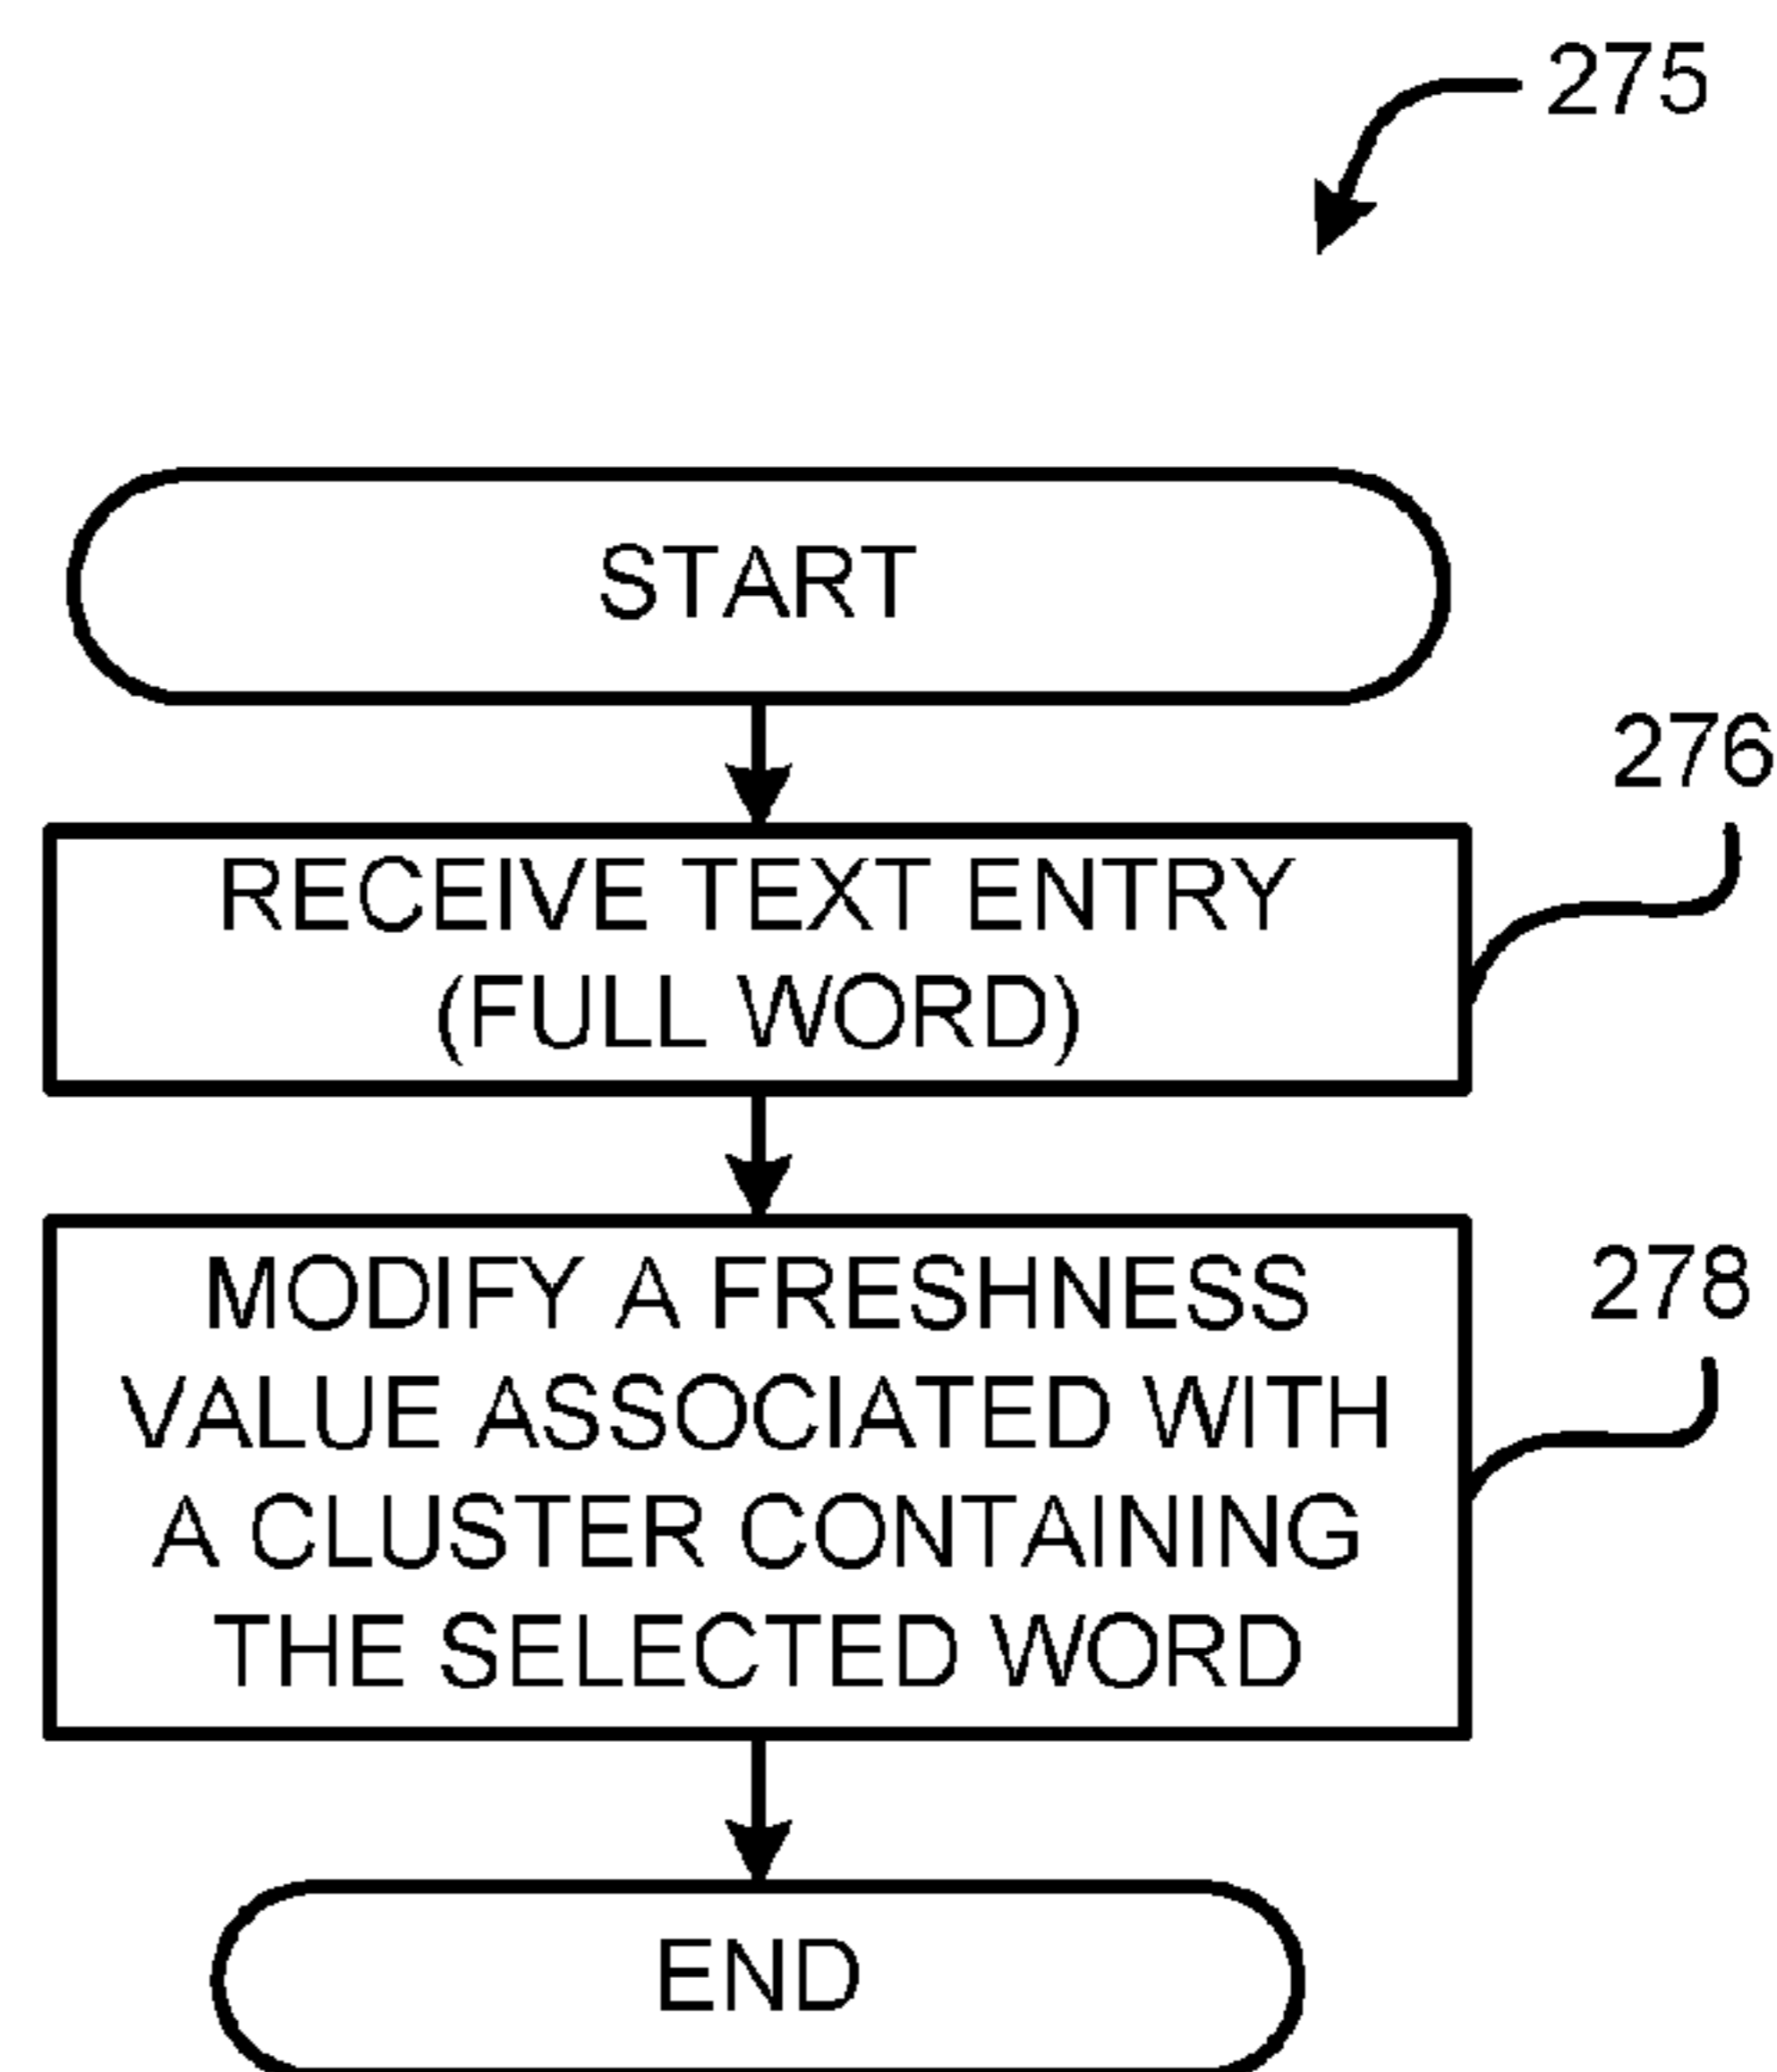 275
START
276
RECEIVE TEXT ENTRY
(FULL WORD)
278
MODIFY A FRESHNESS
VALUE ASSOCIATED WITH
A CLUSTER CONTAINING
THE SELECTED WORD
END